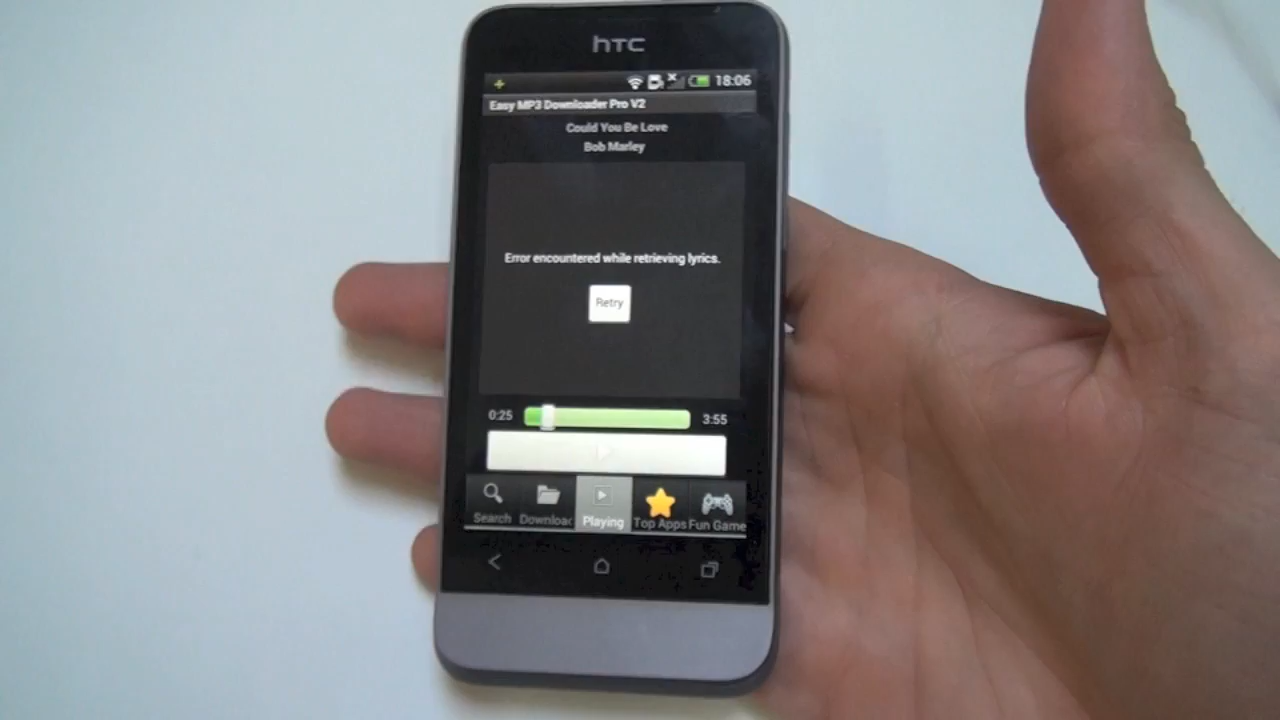 hTC
18:06
Easy MP3 Downloader Pro V2
Could You Be Love
Bob Marley
Error encountered while retrieving lyrics.
Retry
0:25
3:55
Search
Downloac
Playing
Top Apps
Fun Game